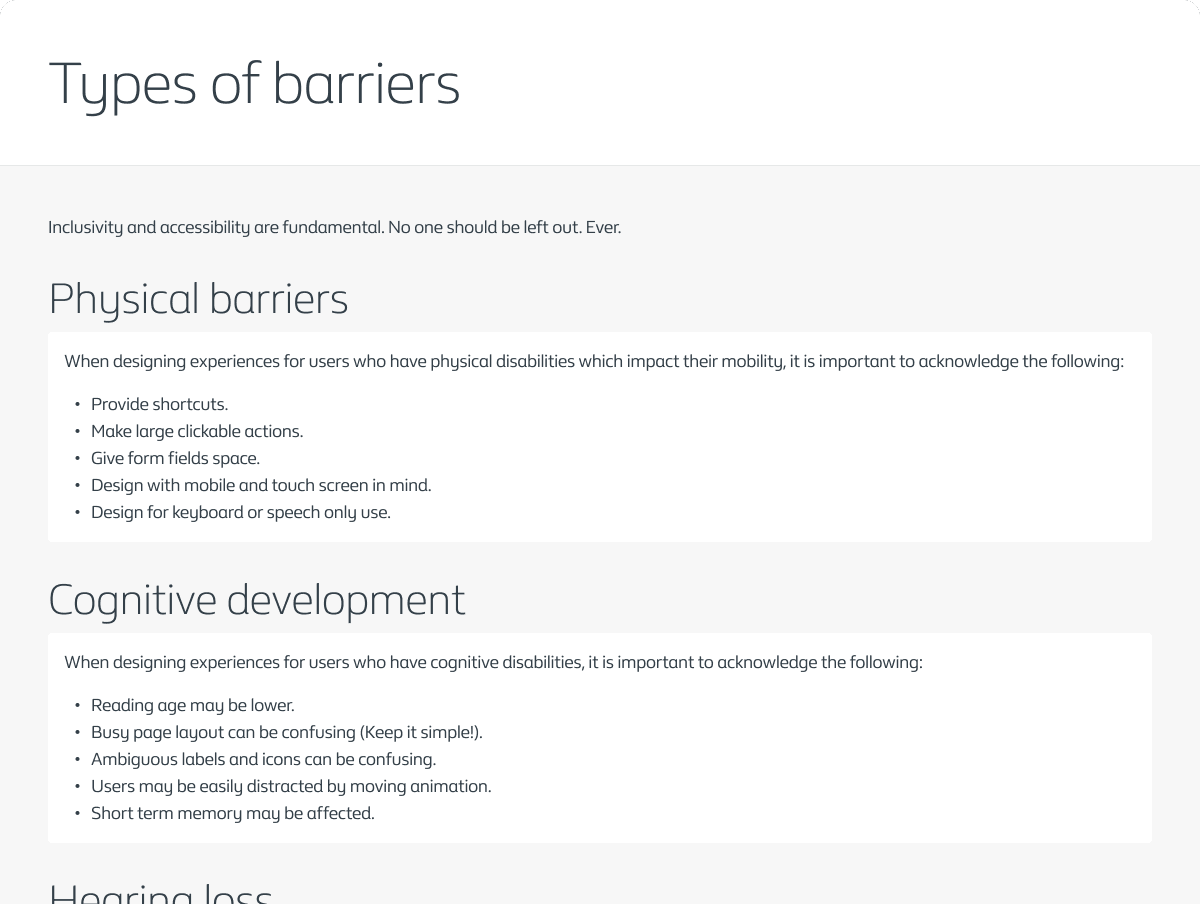 Types of barriers
Inclusivity and accessibility are fundamental. No one should be left out. Ever.
Physical barriers
When designing experiences for users who have physical disabilities which impact their mobility, it is important to acknowledge the following:
• Provide shortcuts.
• Make large clickable actions.
• Give form fields space.
• Design with mobile and touch screen in mind.
• Design for keyboard or speech only use.
Cognitive development
When designing experiences for users who have cognitive disabilities, it is important to acknowledge the following:
• Reading age may be lower.
• Busy page layout can be confusing (Keep it simple!).
• Ambiguous labels and icons can be confusing.
• Users may be easily distracted by moving animation.
• Short term memory may be affected.
Hearing loss